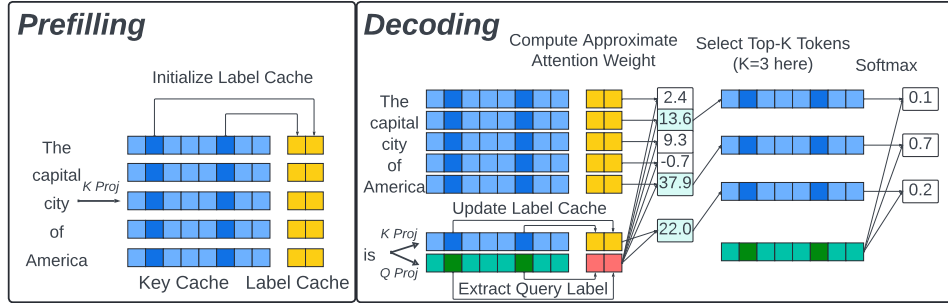 Prefilling
Initialize Label Cache
The
capital
K Proj
city
of
America
Key Cache
Label Cache
Decoding
Compute Approximate
Attention Weight
Select Top-K Tokens
(K=3 here)
Softmax
The
capital
city
of
America
2.4
13.6
9.3
-0.7
37.9
22.0
0.1
0.7
0.2
Update Label Cache
K Proj
is
Q Proj
Extract Query Label